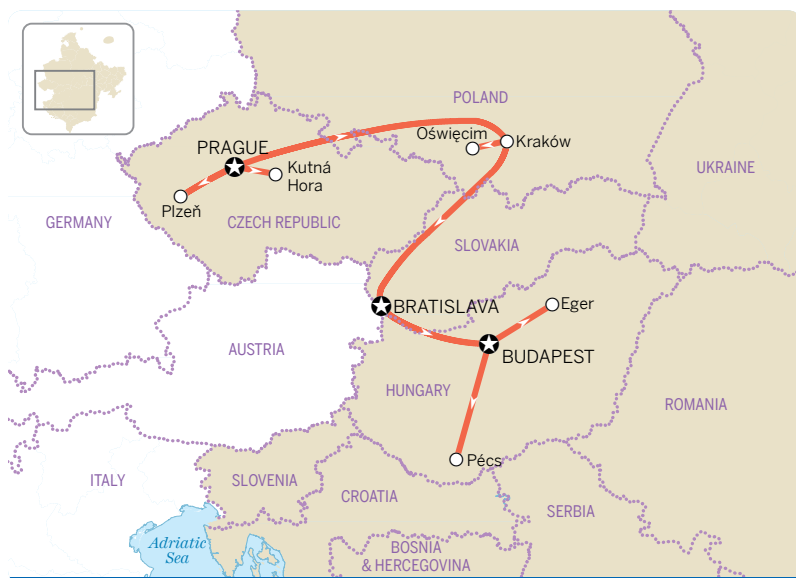 POLAND
Oświęcim
Kraków
PRAGUE
Kutná
Hora
UKRAINE
Plzeň
GERMANY
CZECH REPUBLIC
SLOVAKIA
BRATISLAVA
Eger
AUSTRIA
BUDAPEST
HUNGARY
ROMANIA
Pécs
ITALY
SLOVENIA
CROATIA
SERBIA
Adriatic
Sea
BOSNIA
& HERCEGOVINA